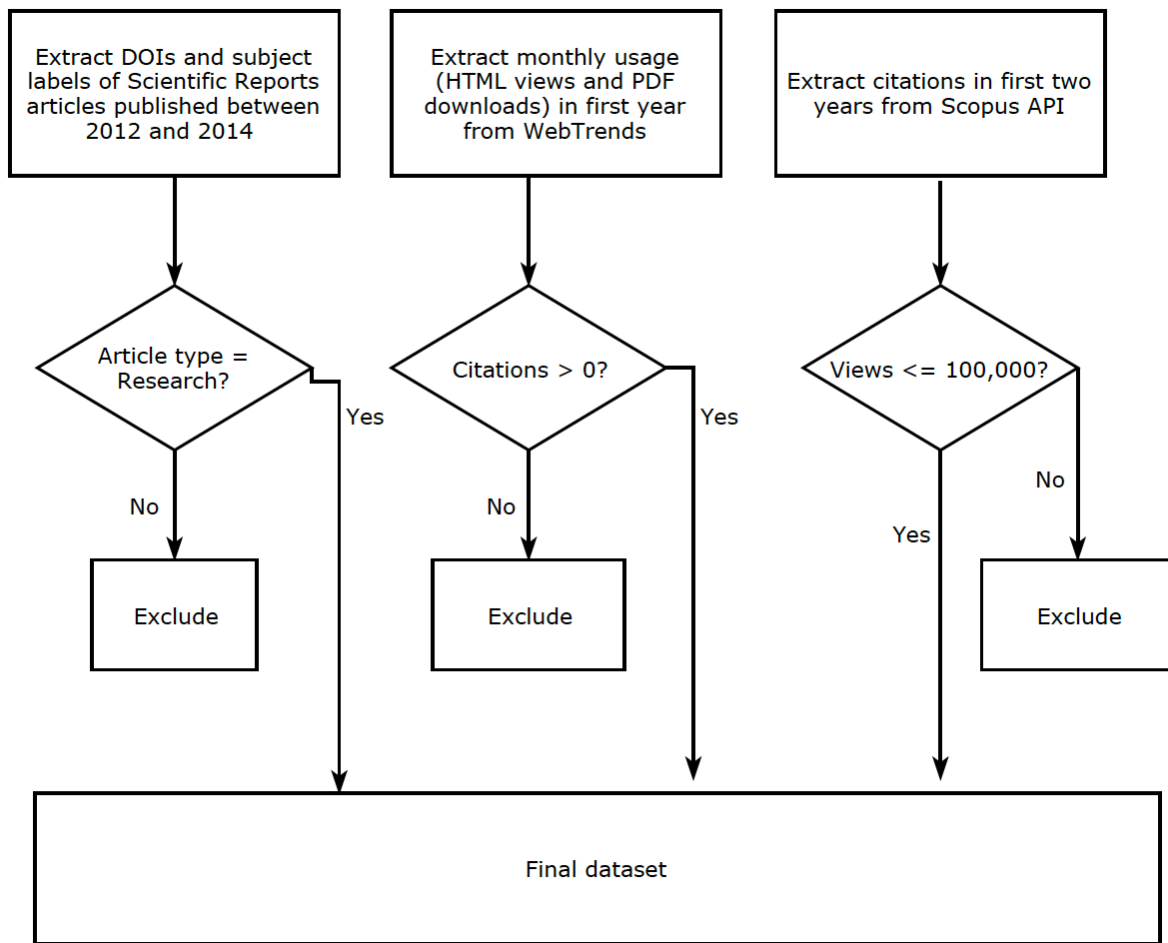 Extract DOIs and subject
labels of Scientific Reports
articles published between
2012 and 2014
Extract monthly usage
(HTML views and PDF
downloads) in first year
from WebTrends
Extract citations in first two
years from Scopus API
Article type =
Research?
Citations > 0?
Views <= 100,000?
Yes
Yes
No
No
No
Yes
Exclude
Exclude
Exclude
Final dataset